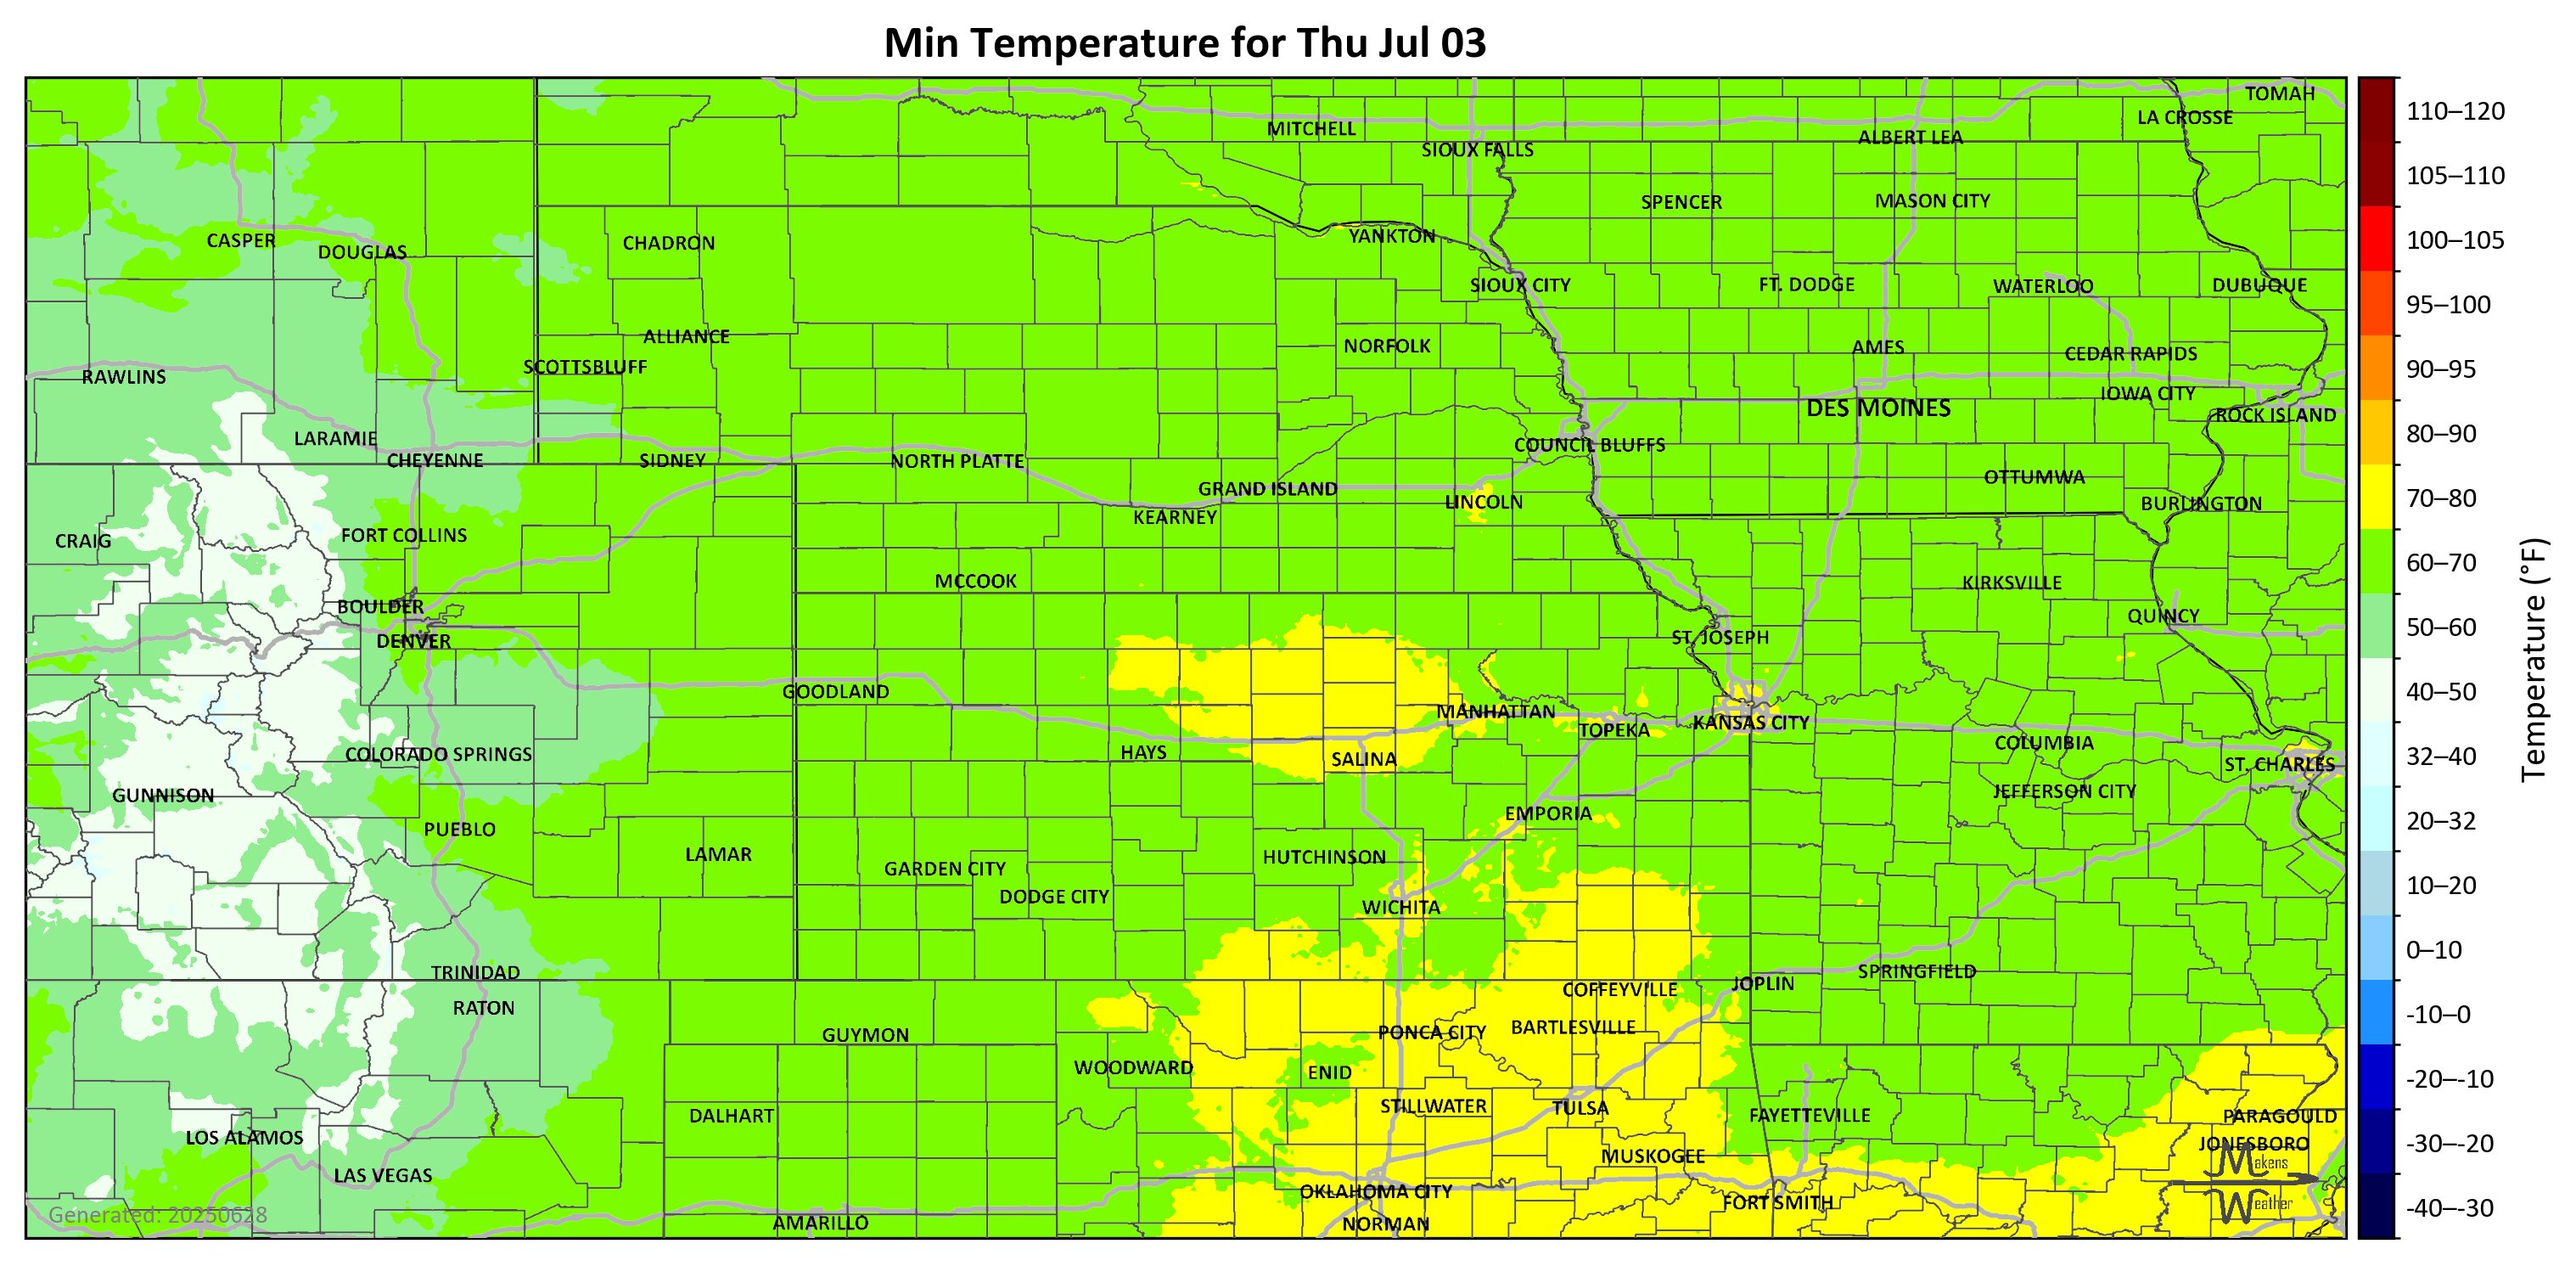 Min Temperature for Thu Jul 03
TOMAH
LA CROSSE
MITCHELL
ALBERT LEA
SIOUX FALLS
SPENCER
MASON CITY
CASPER
DOUGLAS
CHADRON
YANKTON
SIOUX CITY
FT. DODGE
WATERLOO
DUBUQUE
ALLIANCE
NORFOLK
AMES
CEDAR RAPIDS
SCOTTSBLUFF
RAWLINS
IOWA CITY
DES MOINES
ROCK ISLAND
LARAMIE
COUNCIL BLUFFS
CHEYENNE
SIDNEY
NORTH PLATTE
OTTUMWA
GRAND ISLAND
LINCOLN
BURLINGTON
KEARNEY
CRAIG
FORT COLLINS
MCCOOK
KIRKSVILLE
BOULDER
QUINCY
DENVER
ST. JOSEPH
GOODLAND
MANHATTAN
KANSAS CITY
TOPEKA
COLUMBIA
HAYS
COLORADO SPRINGS
SALINA
ST. CHARLES
GUNNISON
JEFFERSON CITY
EMPORIA
PUEBLO
LAMAR
HUTCHINSON
GARDEN CITY
DODGE CITY
WICHITA
TRINIDAD
SPRINGFIELD
JOPLIN
COFFEYVILLE
RATON
BARTLESVILLE
PONCA CITY
GUYMON
WOODWARD
ENID
STILLWATER
TULSA
DALHART
FAYETTEVILLE
PARAGOULD
LOS ALAMOS
JONESBORO
MUSKOGEE
LAS VEGAS
OKLAHOMA CITY
FORT SMITH
AMARILLO
NORMAN
Makens
Weather
Generated: 20250628
110–120
105–110
100–105
95–100
90–95
80–90
70–80
60–70
50–60
40–50
32–40
20–32
10–20
0–10
-10–0
-20–-10
-30–-20
-40–-30
Temperature (°F)